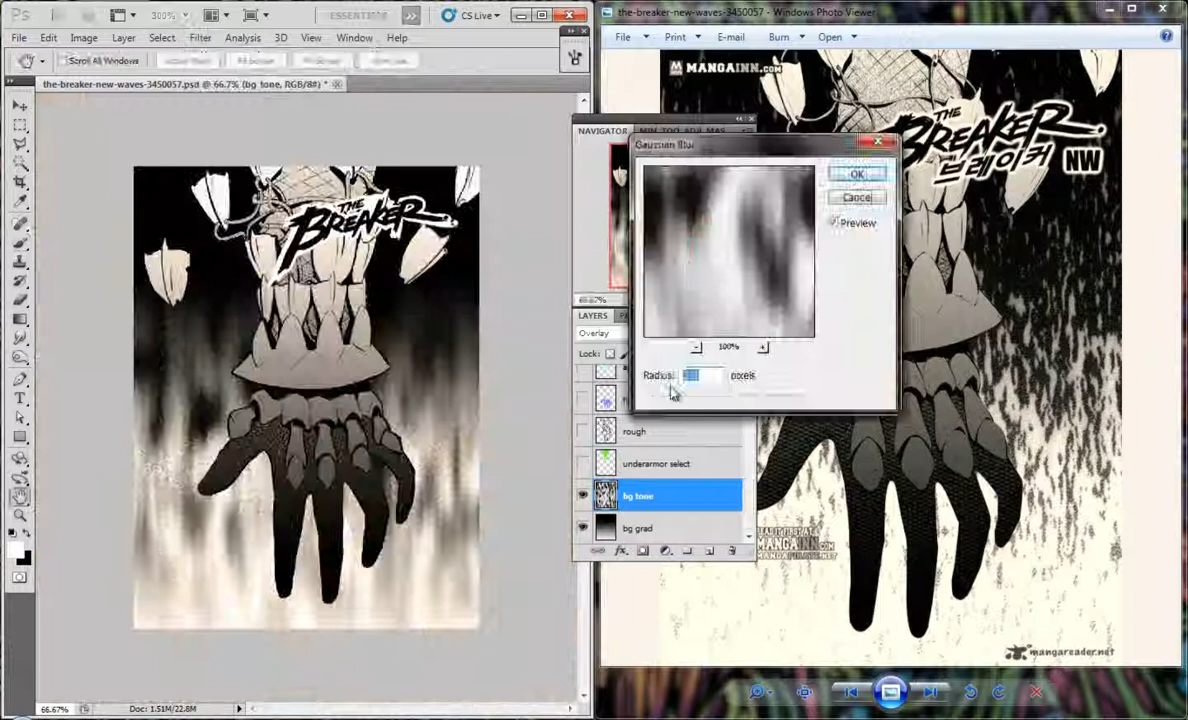 Ps
300%
ESSENTIALS
>>
CS Live
File Edit Image Layer Select Filter Analysis 3D View Window Help
Scroll All Windows
the-breaker-new-waves-3450057.psd @ 66.7% (bg tone, RGB/8#) *
THE
BREAKER
66.67%
Doc: 1.51M/22.8M
NAVIGATOR
66.67%
LAYERS
Overlay
Lock:
rough
underarmor select
bg tone
bg grad
fx
Gaussian Blur
OK
Cancel
Preview
100%
Radius:
pixels
the-breaker-new-waves-3450057 - Windows Photo Viewer
File Print E-mail Burn Open
MANGAINN.COM
THE
BREAKER
브레이커
NW
MANGAINN.COM
mangareader.net